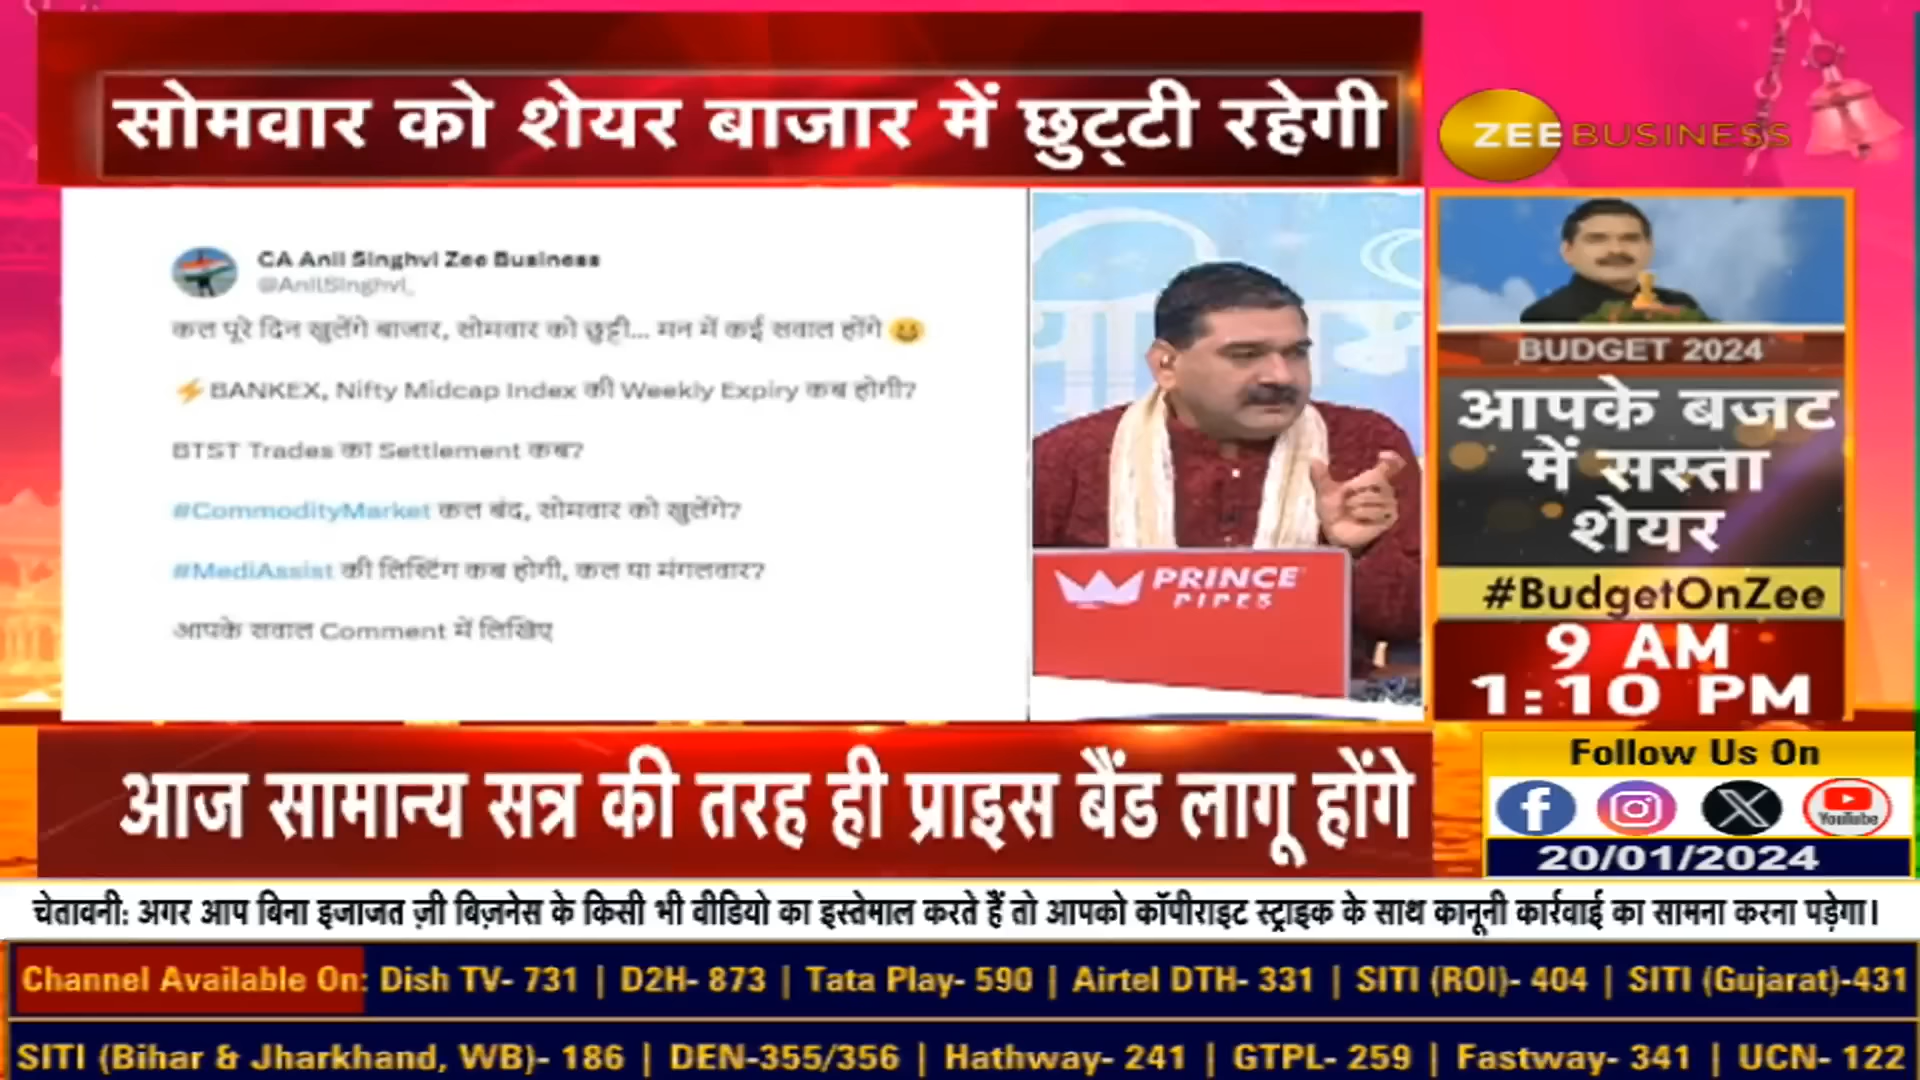 सोमवार को शेयर बाजार में छुट्टी रहेगी
ZEE BUSINESS
CA Anil Singhvi Zee Business
@AnilSinghvi_
कल पूरे दिन खुलेंगे बाजार, सोमवार को छुट्टी... मन में कई सवाल होंगे 😃
⚡ BANKEX, Nifty Midcap Index की Weekly Expiry कब होगी?
BTST Trades का Settlement कब?
#CommodityMarket कल बंद, सोमवार को खुलेंगे?
#MediAssist की लिस्टिंग कब होगी, कल या मंगलवार?
आपके सवाल Comment में लिखिए
PRINCE
PIPES
BUDGET 2024
आपके बजट
में सस्ता
शेयर
#BudgetOnZee
9 AM
1:10 PM
आज सामान्य सत्र की तरह ही प्राइस बैंड लागू होंगे
Follow Us On
YouTube
20/01/2024
चेतावनी: अगर आप बिना इजाजत ज़ी बिज़नेस के किसी भी वीडियो का इस्तेमाल करते हैं तो आपको कॉपीराइट स्ट्राइक के साथ कानूनी कार्रवाई का सामना करना पड़ेगा।
Channel Available On: Dish TV- 731 | D2H- 873 | Tata Play- 590 | Airtel DTH- 331 | SITI (ROI)- 404 | SITI (Gujarat)-431
SITI (Bihar & Jharkhand, WB)- 186 | DEN-355/356 | Hathway- 241 | GTPL- 259 | Fastway- 341 | UCN- 122